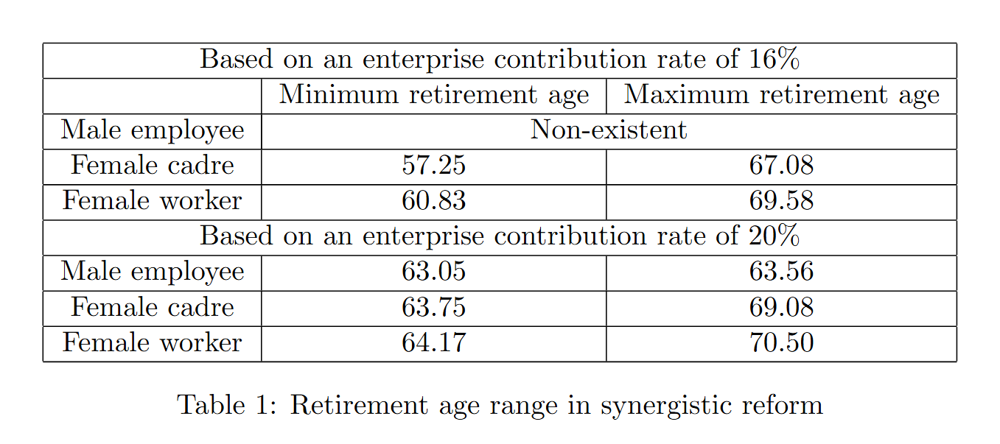 Based on an enterprise contribution rate of 16%
Minimum retirement age Maximum retirement age
Male employee Non-existent
Female cadre 57.25 67.08
Female worker 60.83 69.58
Based on an enterprise contribution rate of 20%
Male employee 63.05 63.56
Female cadre 63.75 69.08
Female worker 64.17 70.50
Table 1: Retirement age range in synergistic reform